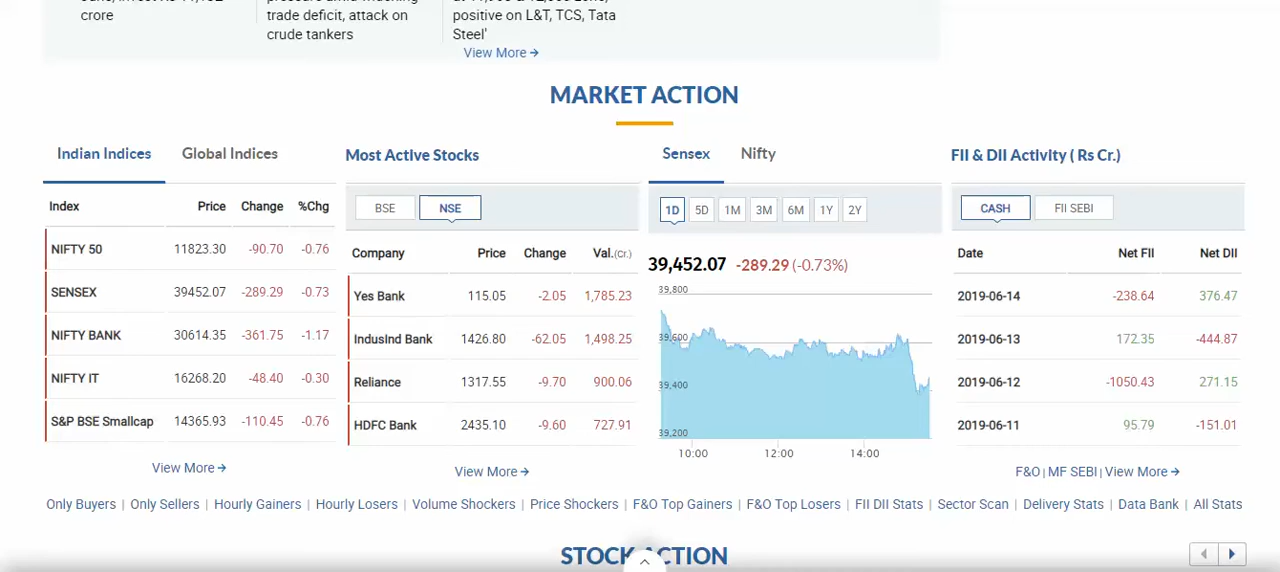 crore
trade deficit, attack on
crude tankers
positive on L&T, TCS, Tata
Steel'
View More →
MARKET ACTION
Indian Indices Global Indices
Index Price Change %Chg
NIFTY 50 11823.30 -90.70 -0.76
SENSEX 39452.07 -289.29 -0.73
NIFTY BANK 30614.35 -361.75 -1.17
NIFTY IT 16268.20 -48.40 -0.30
S&P BSE Smallcap 14365.93 -110.45 -0.76
View More →
Most Active Stocks
BSE NSE
Company Price Change Val.(Cr.)
Yes Bank 115.05 -2.05 1,785.23
IndusInd Bank 1426.80 -62.05 1,498.25
Reliance 1317.55 -9.70 900.06
HDFC Bank 2435.10 -9.60 727.91
View More →
Sensex Nifty
1D 5D 1M 3M 6M 1Y 2Y
39,452.07 -289.29 (-0.73%)
39,800
39,600
39,400
39,200
10:00 12:00 14:00
FII & DII Activity ( Rs Cr.)
CASH FII SEBI
Date Net FII Net DII
2019-06-14 -238.64 376.47
2019-06-13 172.35 -444.87
2019-06-12 -1050.43 271.15
2019-06-11 95.79 -151.01
F&O | MF SEBI | View More →
Only Buyers | Only Sellers | Hourly Gainers | Hourly Losers | Volume Shockers | Price Shockers | F&O Top Gainers | F&O Top Losers | FII DII Stats | Sector Scan | Delivery Stats | Data Bank | All Stats
STOCK ACTION